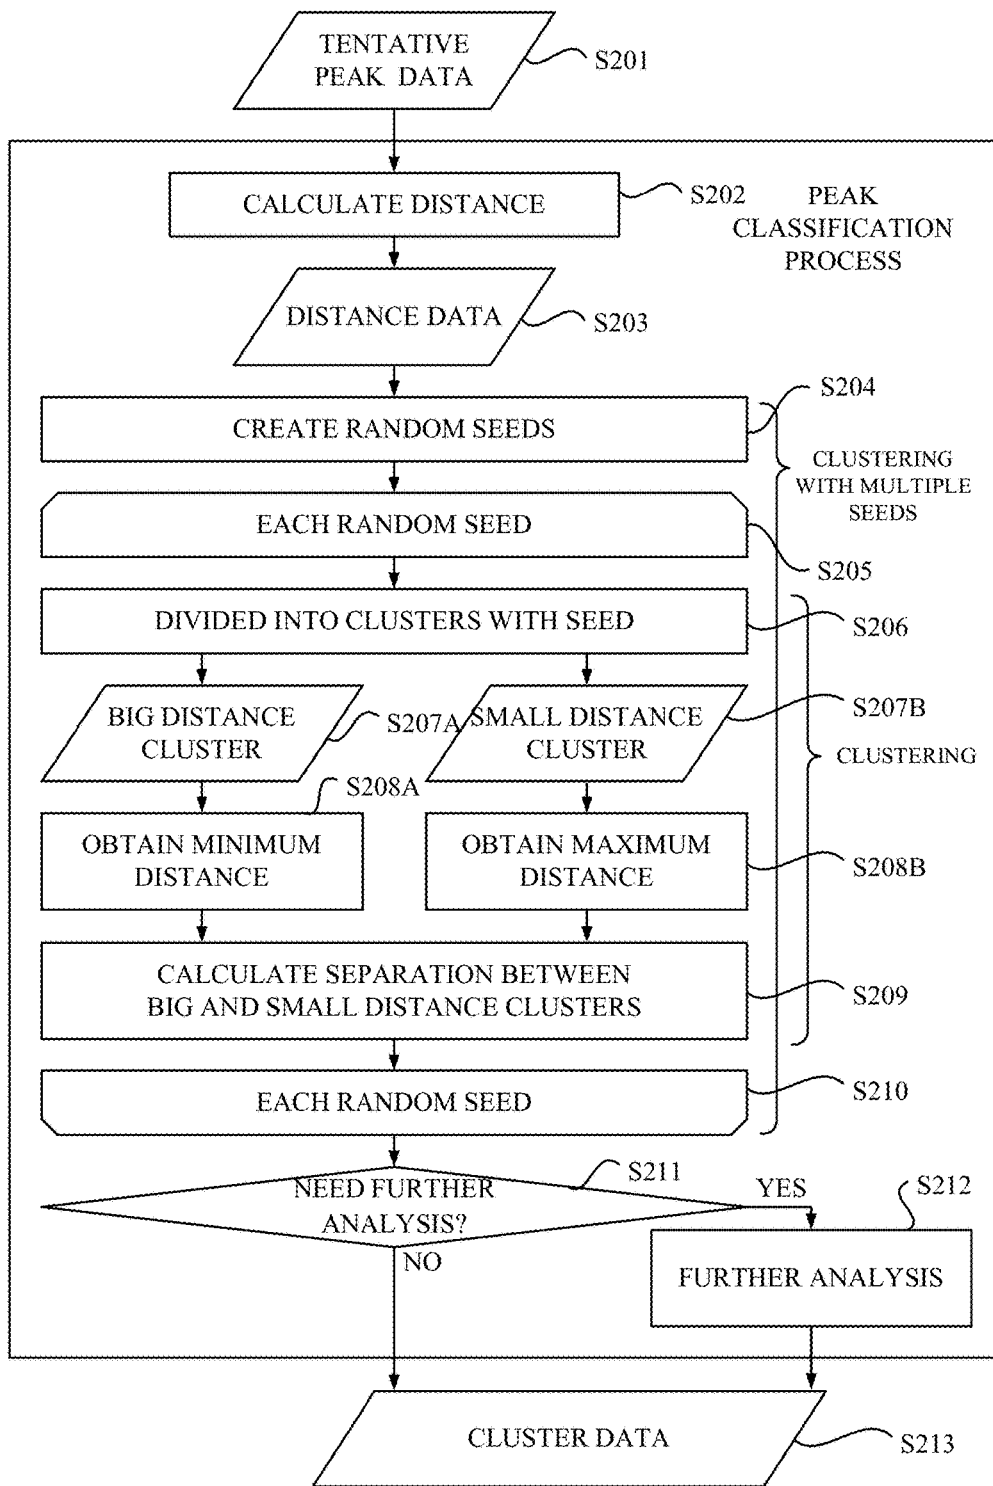 TENTATIVE
PEAK DATA
S201
CALCULATE DISTANCE
S202
PEAK
CLASSIFICATION
PROCESS
DISTANCE DATA
S203
CREATE RANDOM SEEDS
S204
CLUSTERING
WITH MULTIPLE
SEEDS
EACH RANDOM SEED
S205
DIVIDED INTO CLUSTERS WITH SEED
S206
BIG DISTANCE
CLUSTER
S207A
SMALL DISTANCE
CLUSTER
S207B
CLUSTERING
S208A
OBTAIN MINIMUM
DISTANCE
OBTAIN MAXIMUM
DISTANCE
S208B
CALCULATE SEPARATION BETWEEN
BIG AND SMALL DISTANCE CLUSTERS
S209
EACH RANDOM SEED
S210
NEED FURTHER
ANALYSIS?
S211
YES
S212
NO
FURTHER ANALYSIS
CLUSTER DATA
S213